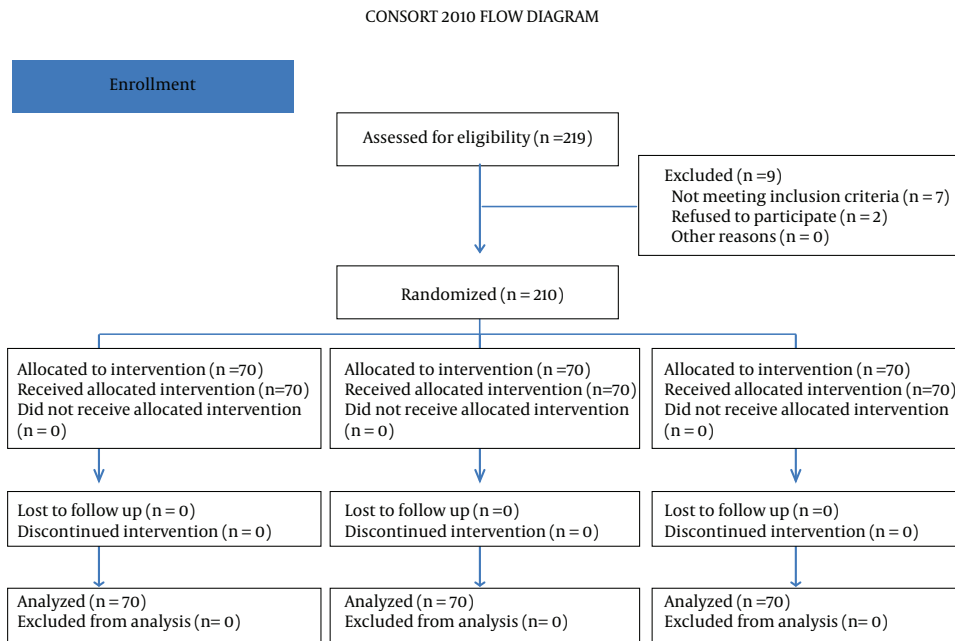 CONSORT 2010 FLOW DIAGRAM
Enrollment
Assessed for eligibility (n =219)
Excluded (n =9)
Not meeting inclusion criteria (n = 7)
Refused to participate (n = 2)
Other reasons (n = 0)
Randomized (n = 210)
Allocated to intervention (n =70)
Received allocated intervention (n=70)
Did not receive allocated intervention
(n = 0)
Allocated to intervention (n =70)
Received allocated intervention (n=70)
Did not receive allocated intervention
(n = 0)
Allocated to intervention (n =70)
Received allocated intervention (n=70)
Did not receive allocated intervention
(n = 0)
Lost to follow up (n = 0)
Discontinued intervention (n = 0)
Lost to follow up (n =0)
Discontinued intervention (n = 0)
Lost to follow up (n =0)
Discontinued intervention (n = 0)
Analyzed (n = 70)
Excluded from analysis (n= 0)
Analyzed (n = 70)
Excluded from analysis (n= 0)
Analyzed (n =70)
Excluded from analysis (n= 0)